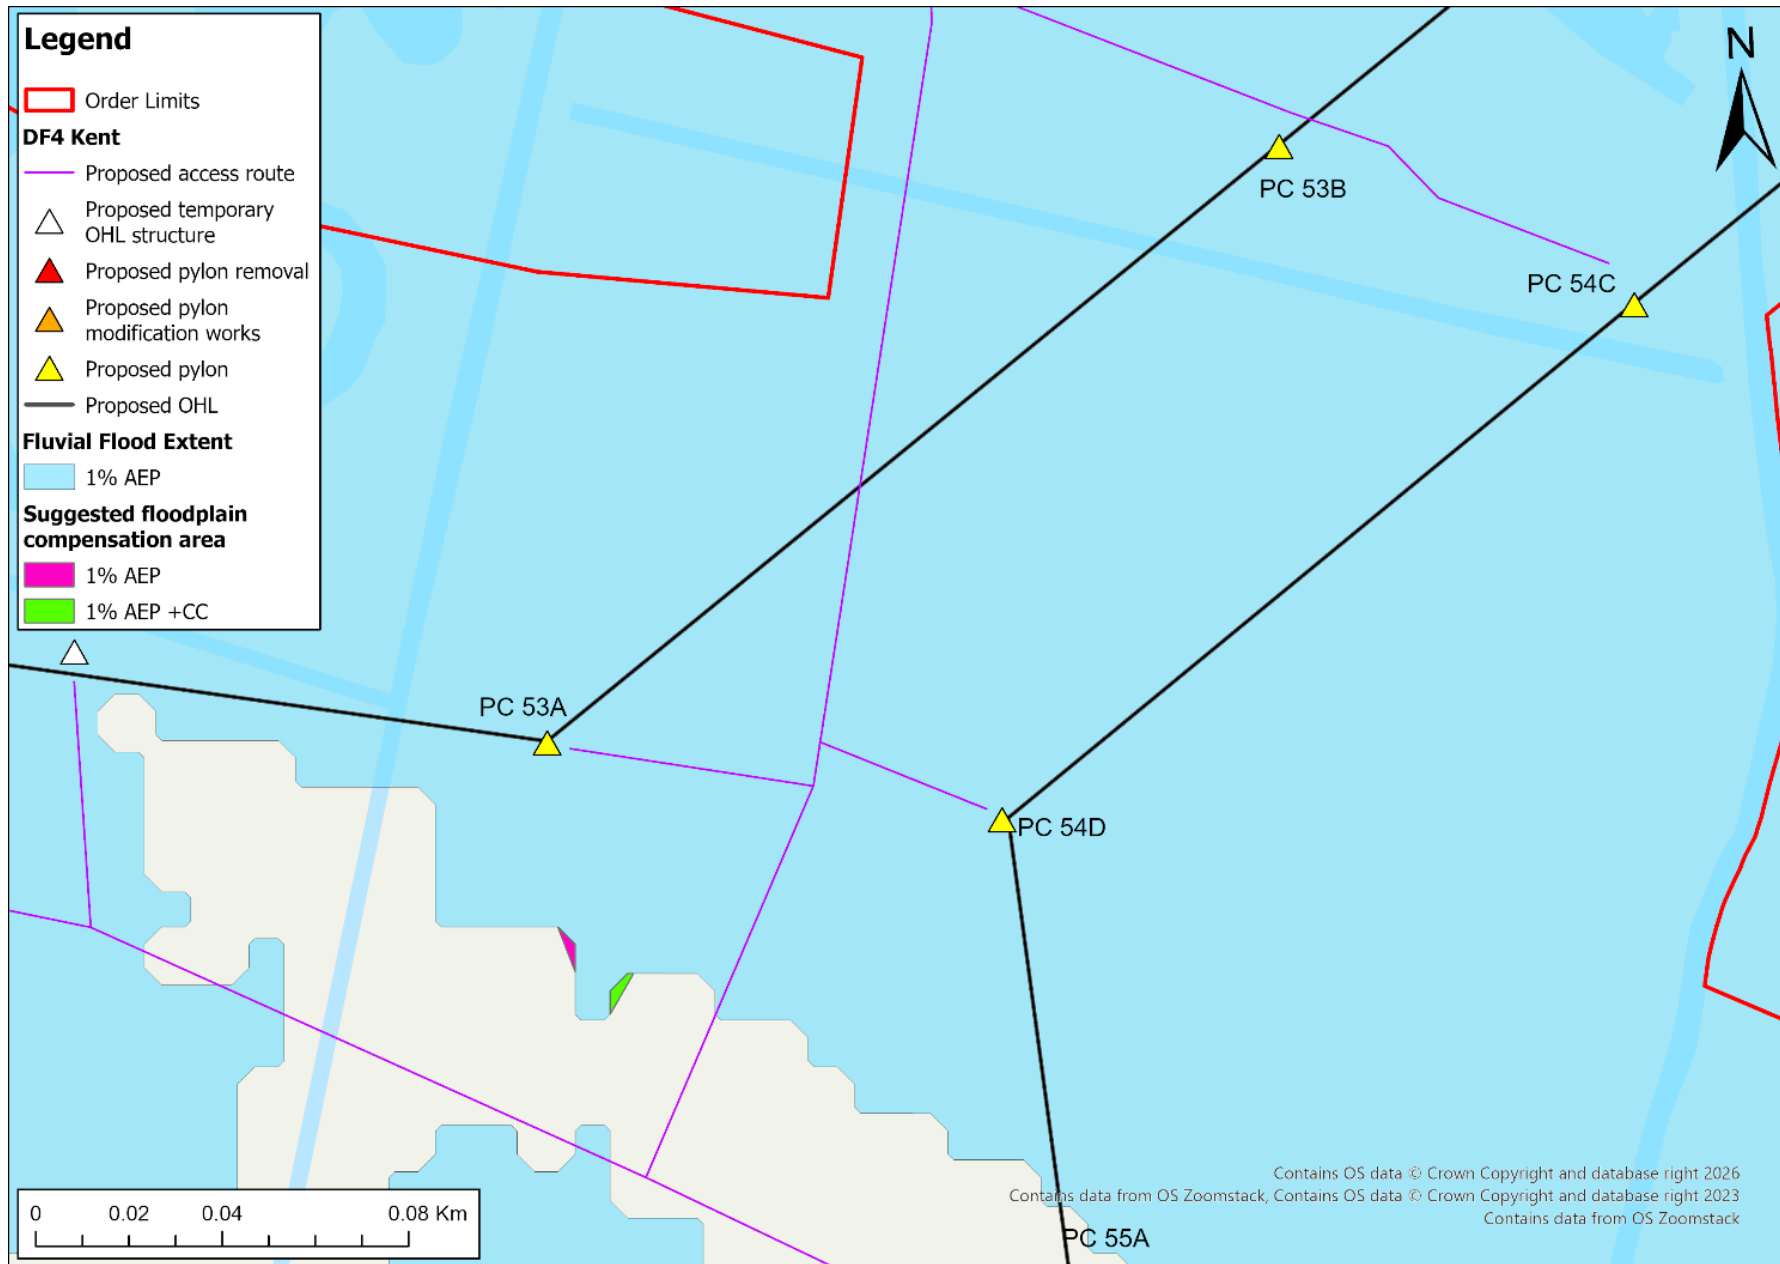 Legend
Order Limits
DF4 Kent
Proposed access route
Proposed temporary
OHL structure
Proposed pylon removal
Proposed pylon
modification works
Proposed pylon
Proposed OHL
Fluvial Flood Extent
1% AEP
Suggested floodplain
compensation area
1% AEP
1% AEP +CC
N
PC 53B
PC 54C
PC 53A
PC 54D
PC 55A
0 0.02 0.04 0.08 Km
Contains OS data © Crown Copyright and database right 2026
Contains data from OS Zoomstack, Contains OS data © Crown Copyright and database right 2023
Contains data from OS Zoomstack